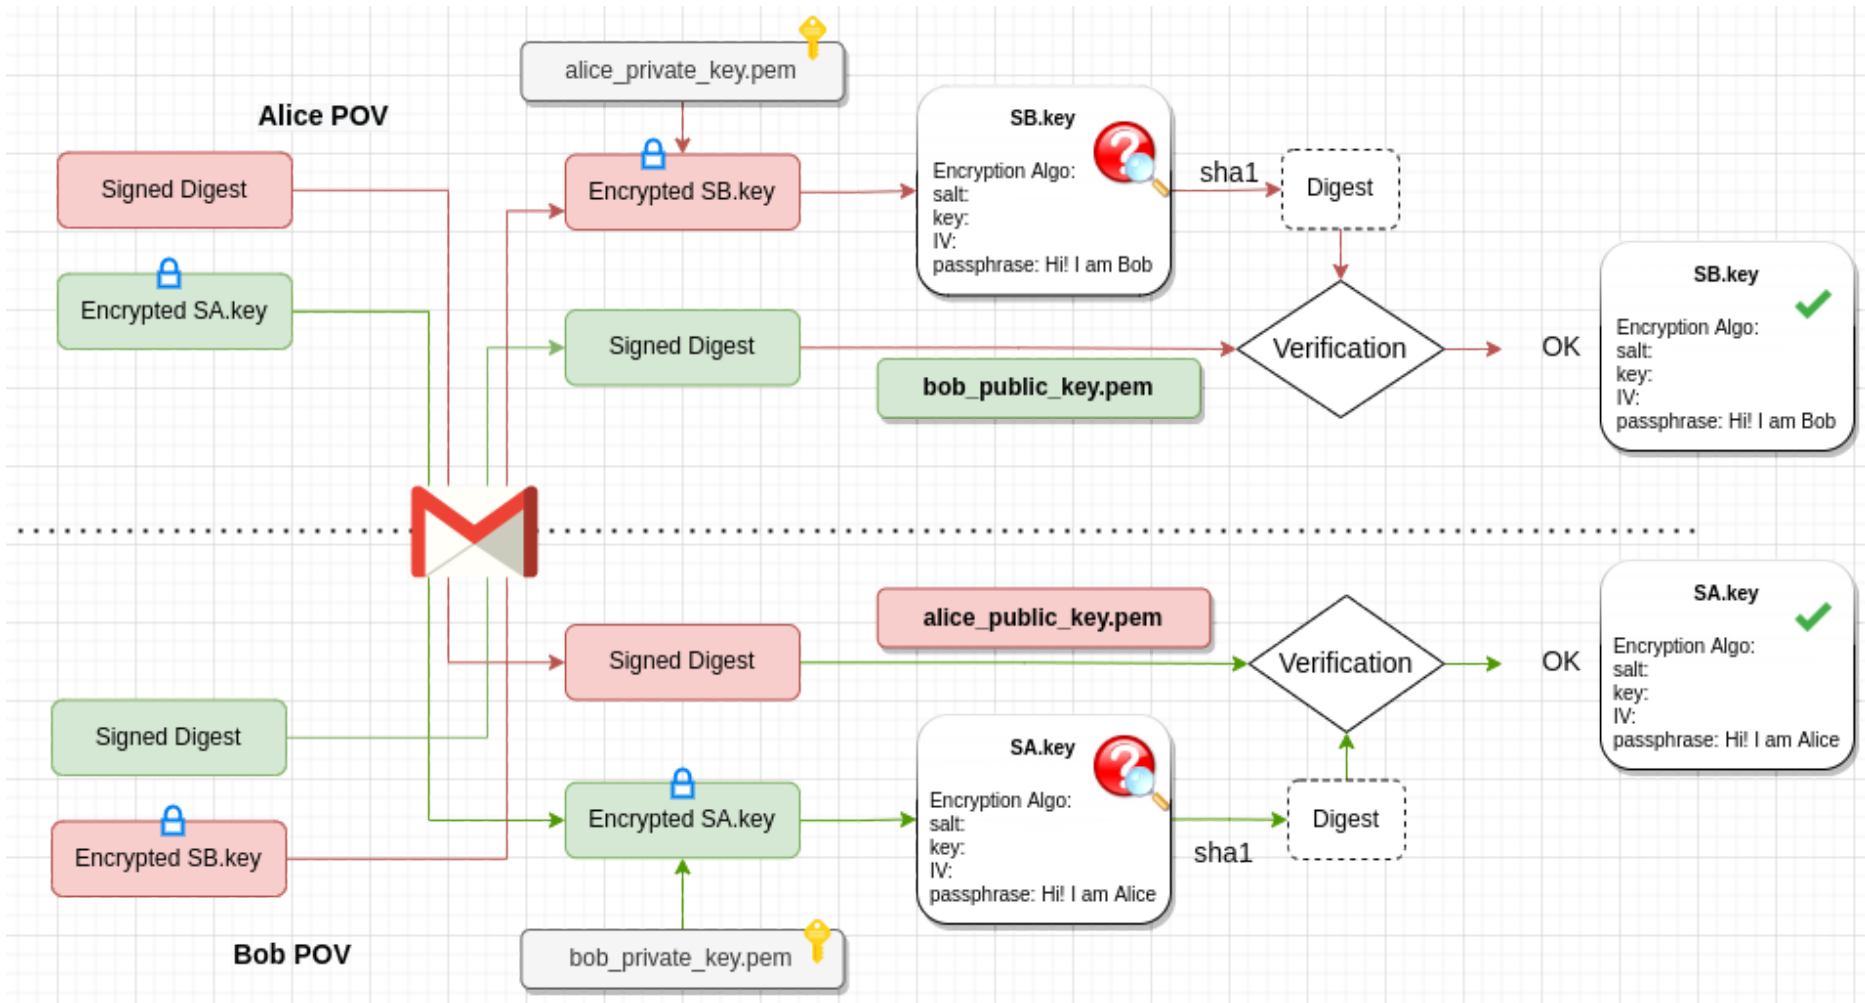 alice_private_key.pem
Alice POV
Signed Digest
Encrypted SA.key
Encrypted SB.key
SB.key
Encryption Algo:
salt:
key:
IV:
passphrase: Hi! I am Bob
sha1
Digest
Signed Digest
bob_public_key.pem
Verification
OK
SB.key
Encryption Algo:
salt:
key:
IV:
passphrase: Hi! I am Bob
Signed Digest
alice_public_key.pem
Verification
OK
SA.key
Encryption Algo:
salt:
key:
IV:
passphrase: Hi! I am Alice
Signed Digest
Encrypted SB.key
Bob POV
Encrypted SA.key
SA.key
Encryption Algo:
salt:
key:
IV:
passphrase: Hi! I am Alice
sha1
Digest
bob_private_key.pem